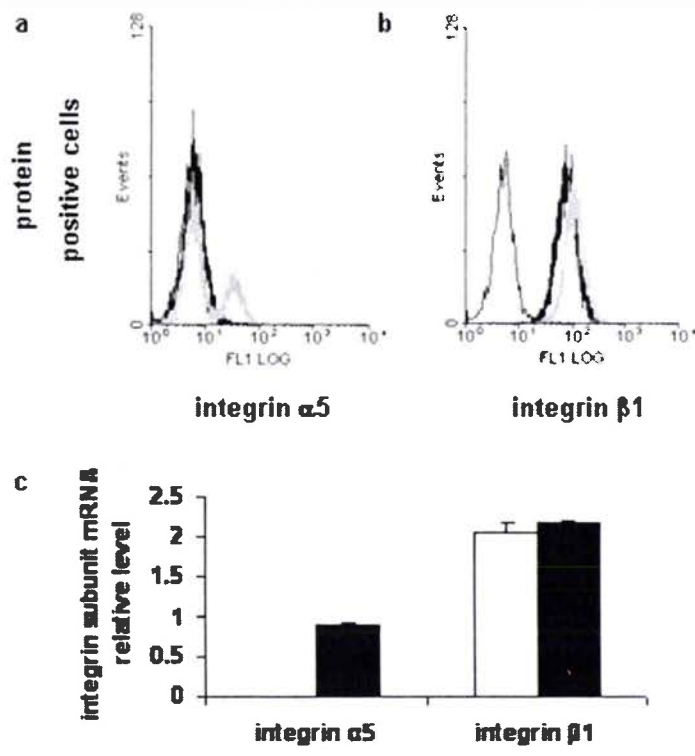 a
b
protein
positive cells
128
Events
0
10⁰ 10¹ 10² 10³ 10⁴
FL1 LOG
128
Events
0
10⁰ 10¹ 10² 10³ 10⁴
FL1 LOG
integrin α5
integrin β1
c
integrin subunit mRNA
relative level
2.5
2
1.5
1
0.5
0
integrin α5
integrin β1